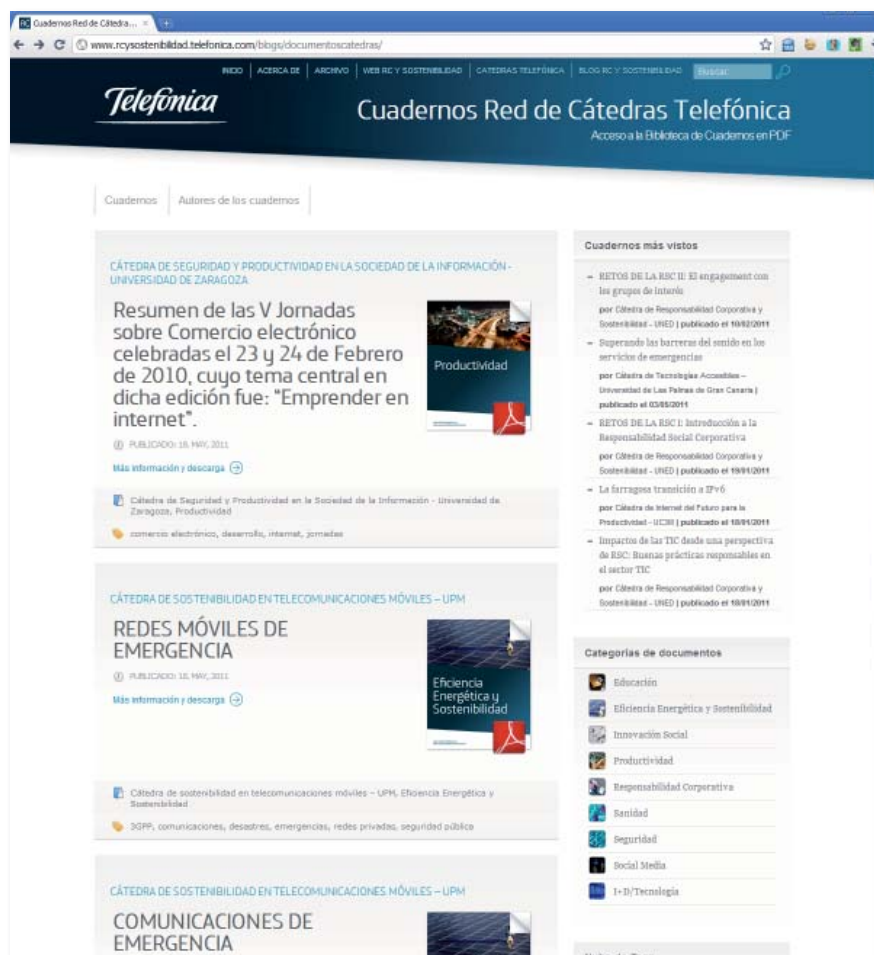 Cuadernos Red de Cátedra...
www.rcysostenibilidad.telefonica.com/blogs/documentoscatedras/
INICIO | ACERCA DE | ARCHIVO | WEB RC Y SOSTENIBILIDAD | CATEDRAS TELEFÓNICA | BLOG RC Y SOSTENIBILIDAD Buscar
Telefónica
Cuadernos Red de Cátedras Telefónica
Acceso a la Biblioteca de Cuadernos en PDF
Cuadernos
Autores de los cuadernos
CÁTEDRA DE SEGURIDAD Y PRODUCTIVIDAD EN LA SOCIEDAD DE LA INFORMACIÓN -
UNIVERSIDAD DE ZARAGOZA
Resumen de las V Jornadas
sobre Comercio electrónico
celebradas el 23 y 24 de Febrero
de 2010, cuyo tema central en
dicha edición fue: “Emprender en
internet”.
Productividad
PUBLICADO: 18, MAY, 2011
Más información y descarga
Cátedra de Seguridad y Productividad en la Sociedad de la Información - Universidad de
Zaragoza, Productividad
comercio electrónico, desarrollo, internet, jornadas
CÁTEDRA DE SOSTENIBILIDAD EN TELECOMUNICACIONES MÓVILES – UPM
REDES MÓVILES DE
EMERGENCIA
PUBLICADO: 18, MAY, 2011
Más información y descarga
Eficiencia
Energética y
Sostenibilidad
Cátedra de sostenibilidad en telecomunicaciones móviles – UPM, Eficiencia Energética y
Sostenibilidad
3GPP, comunicaciones, desastres, emergencias, redes privadas, seguridad pública
CÁTEDRA DE SOSTENIBILIDAD EN TELECOMUNICACIONES MÓVILES – UPM
COMUNICACIONES DE
EMERGENCIA
Cuadernos más vistos
RETOS DE LA RSC II: El engagement con
los grupos de interés
por Cátedra de Responsabilidad Corporativa y
Sostenibilidad - UNED | publicado el 10/02/2011
Superando las barreras del sonido en los
servicios de emergencias
por Cátedra de Tecnologías Accesibles –
Universidad de Las Palmas de Gran Canaria |
publicado el 03/05/2011
RETOS DE LA RSC I: Introducción a la
Responsabilidad Social Corporativa
por Cátedra de Responsabilidad Corporativa y
Sostenibilidad - UNED | publicado el 19/01/2011
La farragosa transición a IPv6
por Cátedra de Internet del Futuro para la
Productividad - UC3M | publicado el 18/01/2011
Impactos de las TIC desde una perspectiva
de RSC: Buenas prácticas responsables en
el sector TIC
por Cátedra de Responsabilidad Corporativa y
Sostenibilidad - UNED | publicado el 18/01/2011
Categorias de documentos
Educación
Eficiencia Energética y Sostenibilidad
Innovación Social
Productividad
Responsabilidad Corporativa
Sanidad
Seguridad
Social Media
I+D/Tecnología